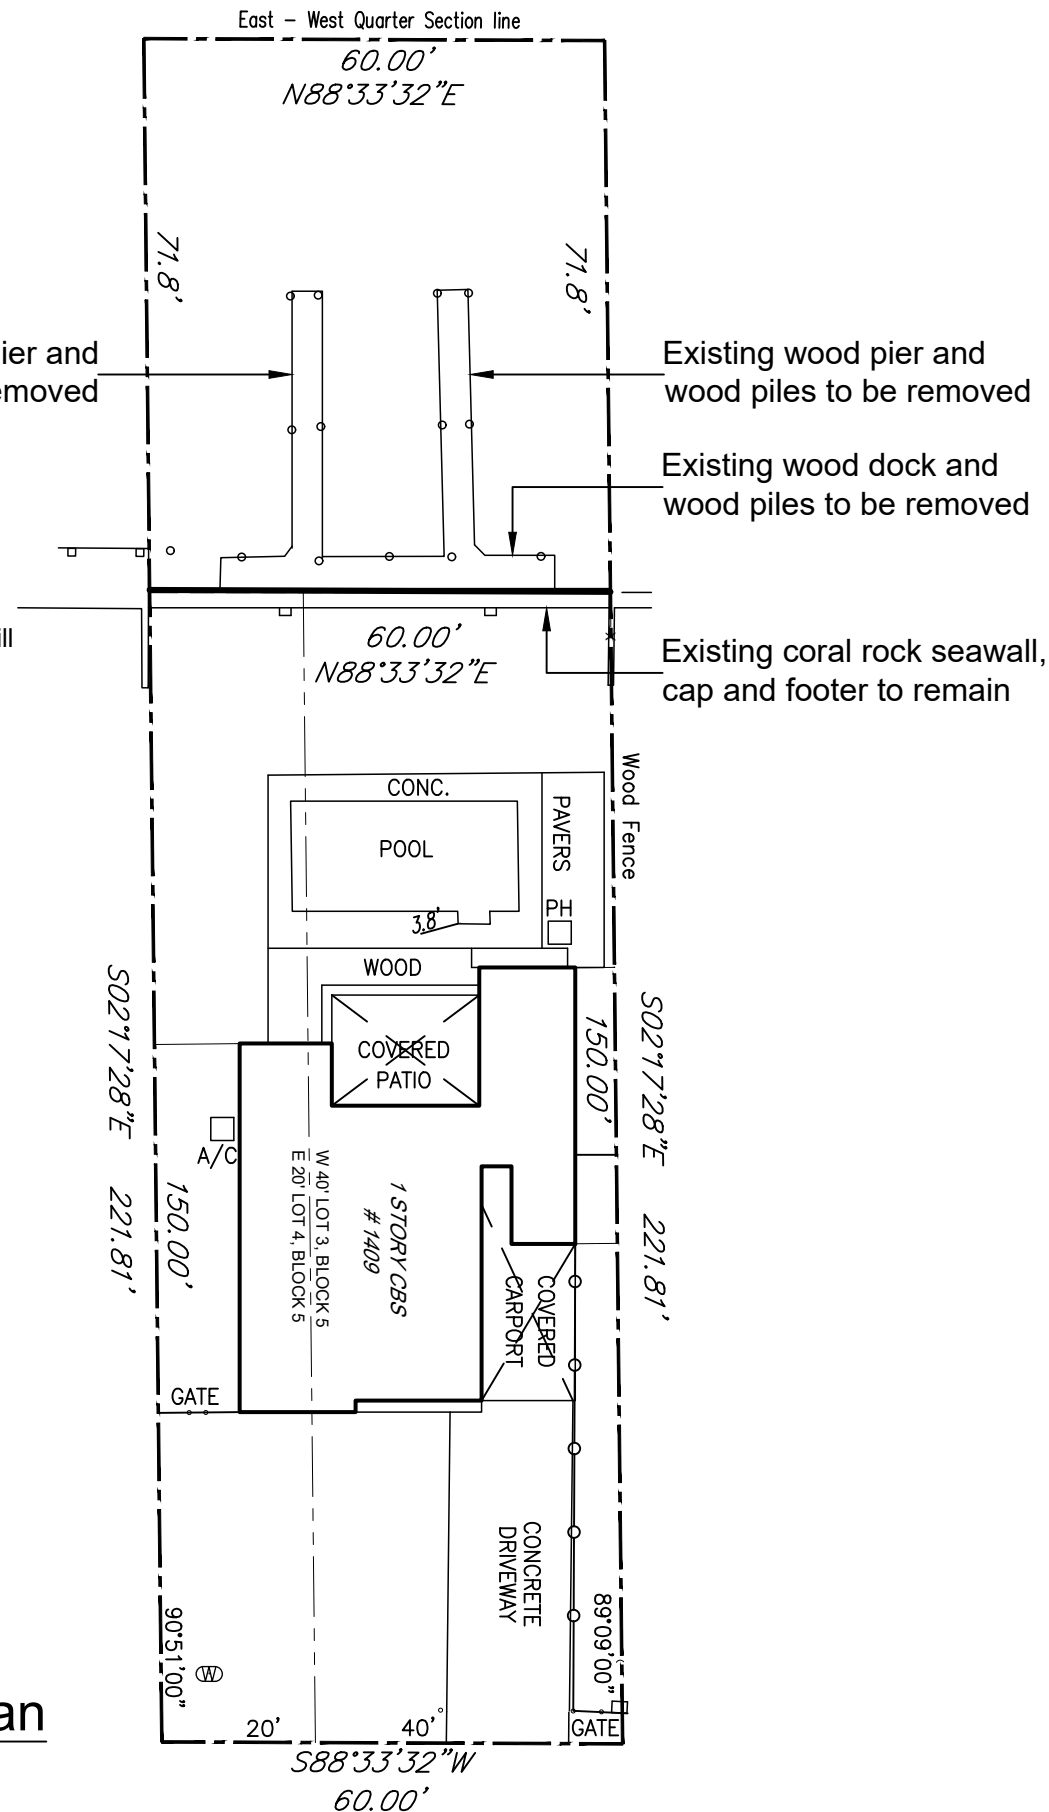 East - West Quarter Section line
60.00'
N88°33'32"E
71.8'
71.8'
ier and
emoved
Existing wood pier and
wood piles to be removed
Existing wood dock and
wood piles to be removed
ill
60.00'
N88°33'32"E
Existing coral rock seawall,
cap and footer to remain
Wood Fence
CONC.
POOL
PAVERS
3.8'
PH
WOOD
COVERED
PATIO
S02°17'28"E 221.81'
150.00'
150.00'
S02°17'28"E 221.81'
A/C
W 40' LOT 3, BLOCK 5
E 20' LOT 4, BLOCK 5
1 STORY CBS
# 1409
COVERED
CARPORT
GATE
CONCRETE
DRIVEWAY
90°51'00"
W
89°09'00"
an
20'
40'
GATE
S88°33'32"W
60.00'